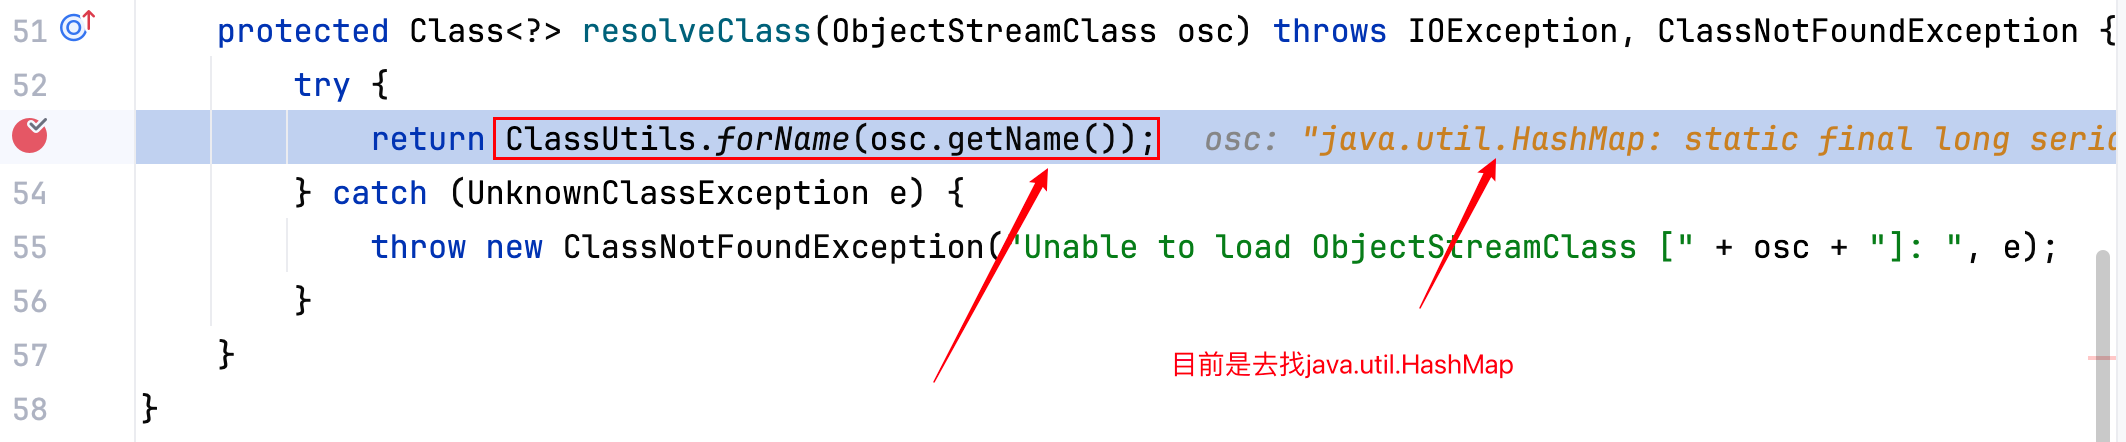 51 protected Class<?> resolveClass(ObjectStreamClass osc) throws IOException, ClassNotFoundException {
52 try {
return ClassUtils.forName(osc.getName()); osc: "java.util.HashMap: static final long seri
54 } catch (UnknownClassException e) {
55 throw new ClassNotFoundException("Unable to load ObjectStreamClass [" + osc + "]: ", e);
56 }
57 }
目前是去找java.util.HashMap
58 }